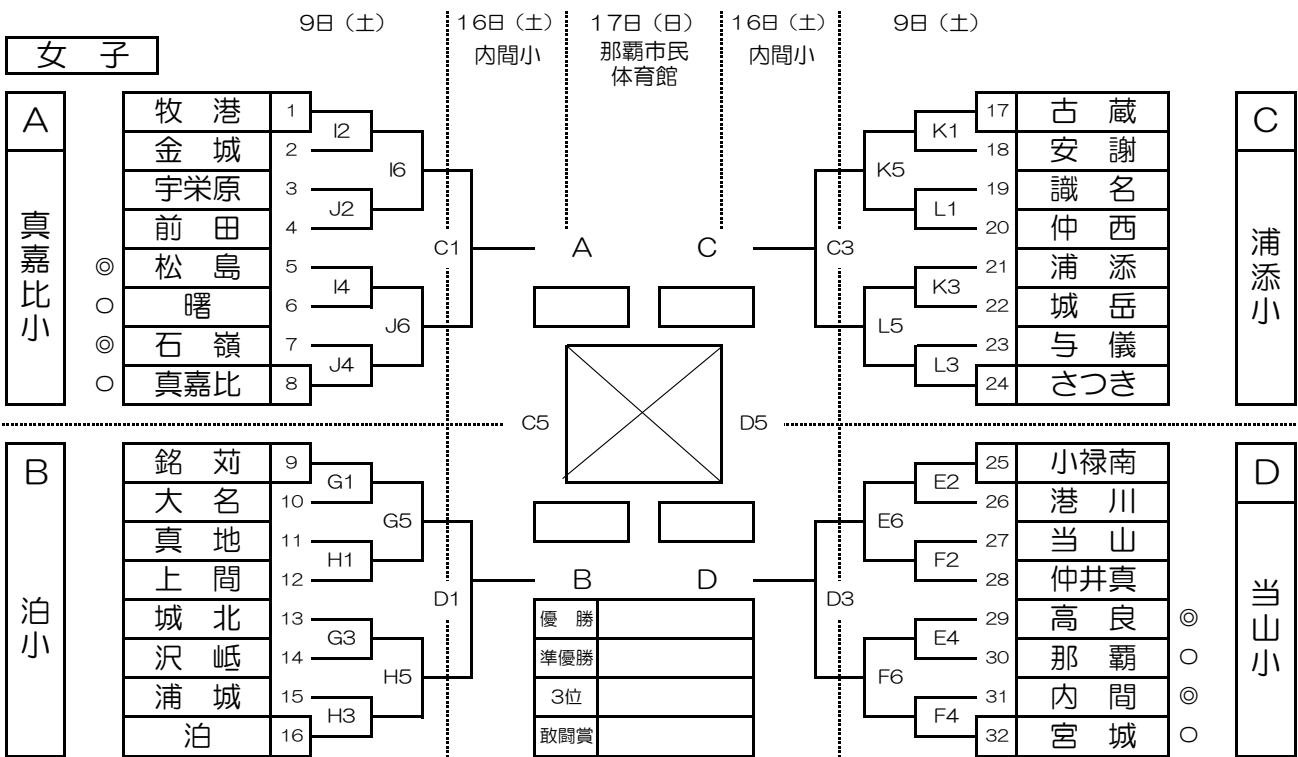 9日（土）
16日（土）
17日（日）
16日（土）
9日（土）
内間小
那覇市民
体育館
内間小
女 子
A
真嘉比小
牧 港 1
金 城 2
宇栄原 3
前 田 4
◎ 松 島 5
○ 曙 6
◎ 石 嶺 7
○ 真嘉比 8
I2
J2
I4
J4
I6
J6
C1
A
B
泊小
銘 苅 9
大 名 10
真 地 11
上 間 12
城 北 13
沢 岻 14
浦 城 15
泊 16
G1
H1
G3
H3
G5
H5
D1
B
C5
D5
C
浦添小
17 古 蔵
18 安 謝
19 識 名
20 仲 西
21 浦 添
22 城 岳
23 与 儀
24 さつき
K1
L1
K3
L3
K5
L5
C3
C
D
当山小
25 小禄南
26 港 川
27 当 山
28 仲井真
29 高 良 ◎
30 那 覇 ○
31 内 間 ◎
32 宮 城 ○
E2
F2
E4
F4
E6
F6
D3
D
優 勝
準優勝
3位
敢闘賞